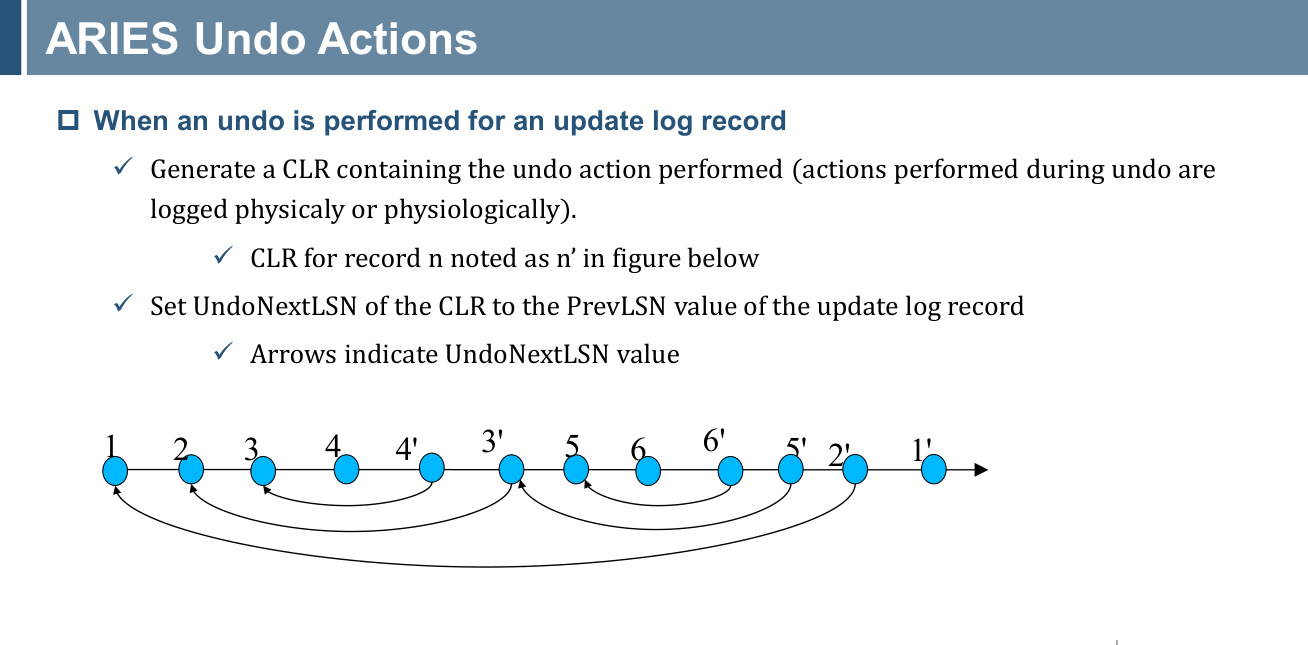 ARIES Undo Actions
When an undo is performed for an update log record
Generate a CLR containing the undo action performed (actions performed during undo are
logged physicaly or physiologically).
CLR for record n noted as n’ in figure below
Set UndoNextLSN of the CLR to the PrevLSN value of the update log record
Arrows indicate UndoNextLSN value
1 2 3 4 4' 3' 5 6 6' 5' 2' 1'